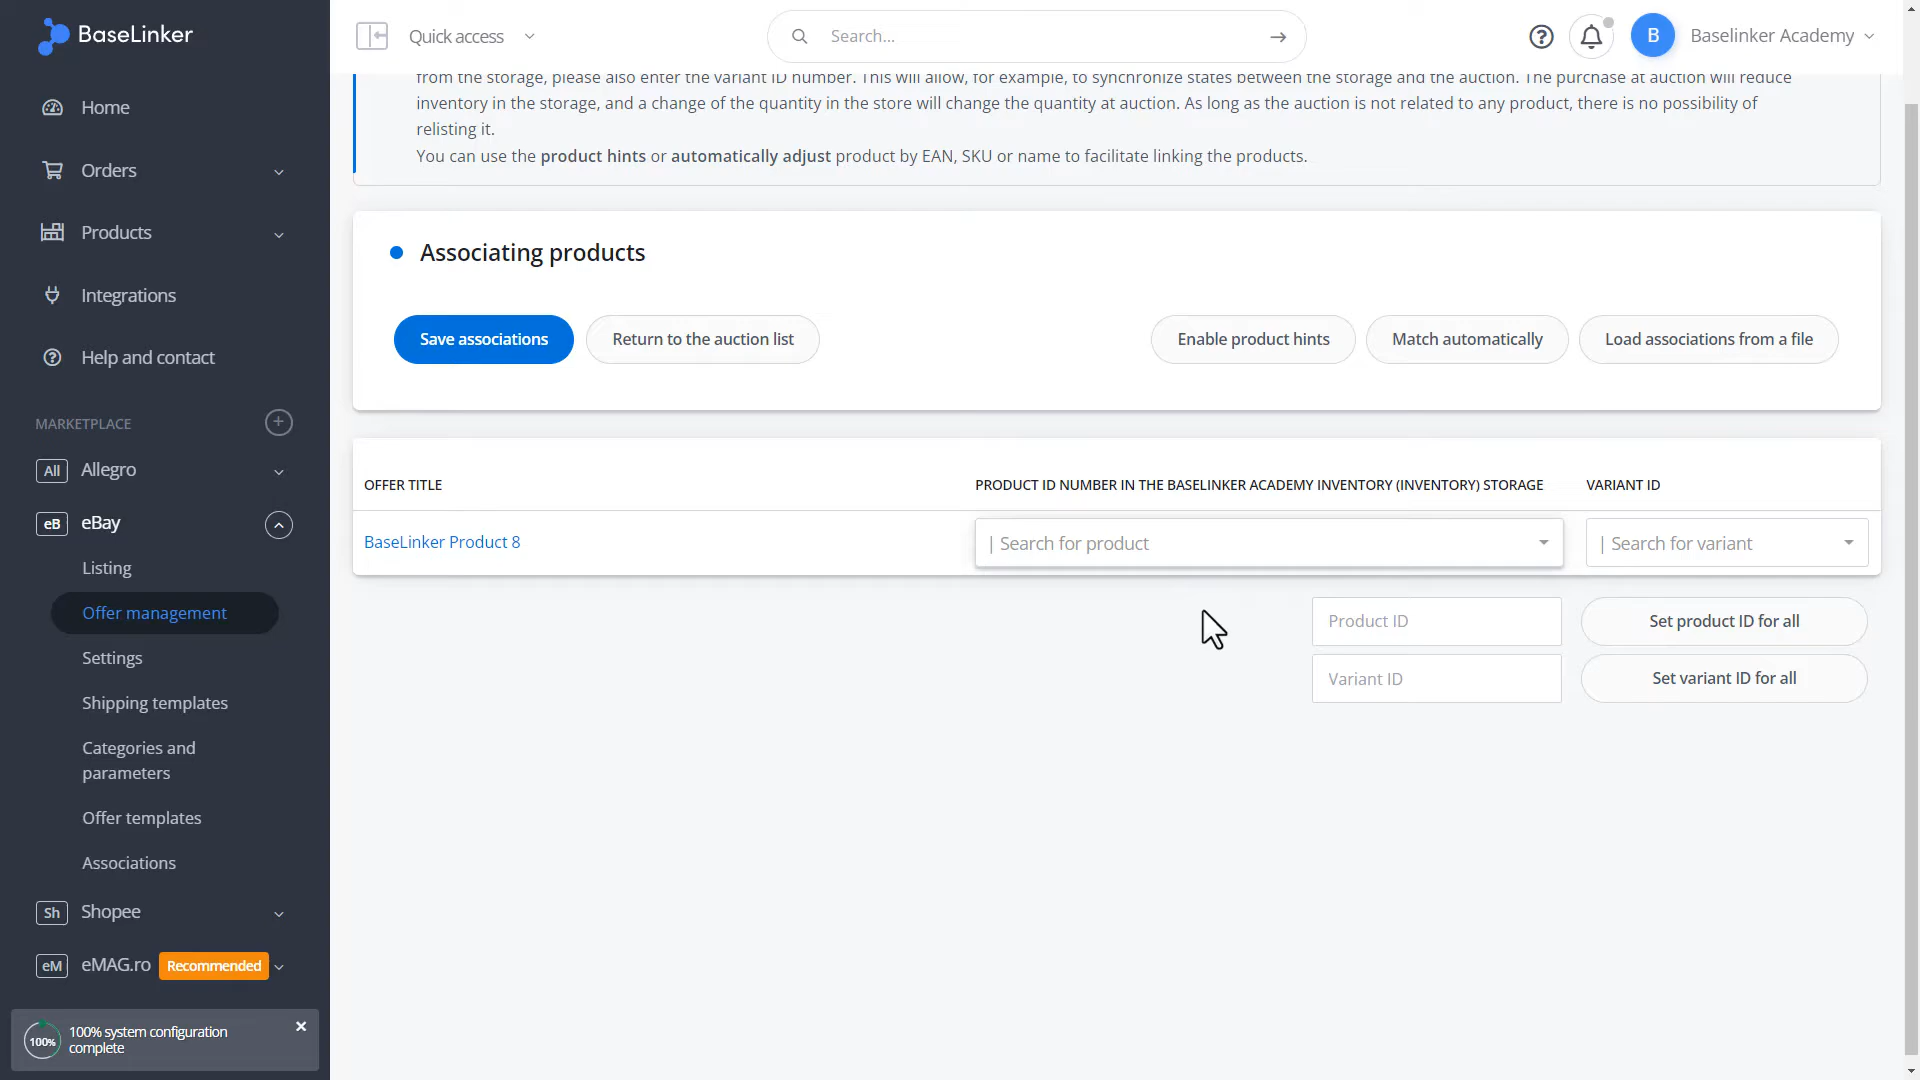 BaseLinker
Quick access
Search...
B
Baselinker Academy
Home
Orders
Products
Integrations
Help and contact
MARKETPLACE
All Allegro
eB eBay
Listing
Offer management
Settings
Shipping templates
Categories and
parameters
Offer templates
Associations
Sh Shopee
eM eMAG.ro Recommended
100% 100% system configuration
complete
from the storage, please also enter the variant ID number. This will allow, for example, to synchronize states between the storage and the auction. The purchase at auction will reduce
inventory in the storage, and a change of the quantity in the store will change the quantity at auction. As long as the auction is not related to any product, there is no possibility of
relisting it.
You can use the product hints or automatically adjust product by EAN, SKU or name to facilitate linking the products.
Associating products
Save associations
Return to the auction list
Enable product hints
Match automatically
Load associations from a file
OFFER TITLE
PRODUCT ID NUMBER IN THE BASELINKER ACADEMY INVENTORY (INVENTORY) STORAGE
VARIANT ID
BaseLinker Product 8
| Search for product
| Search for variant
Product ID
Set product ID for all
Variant ID
Set variant ID for all